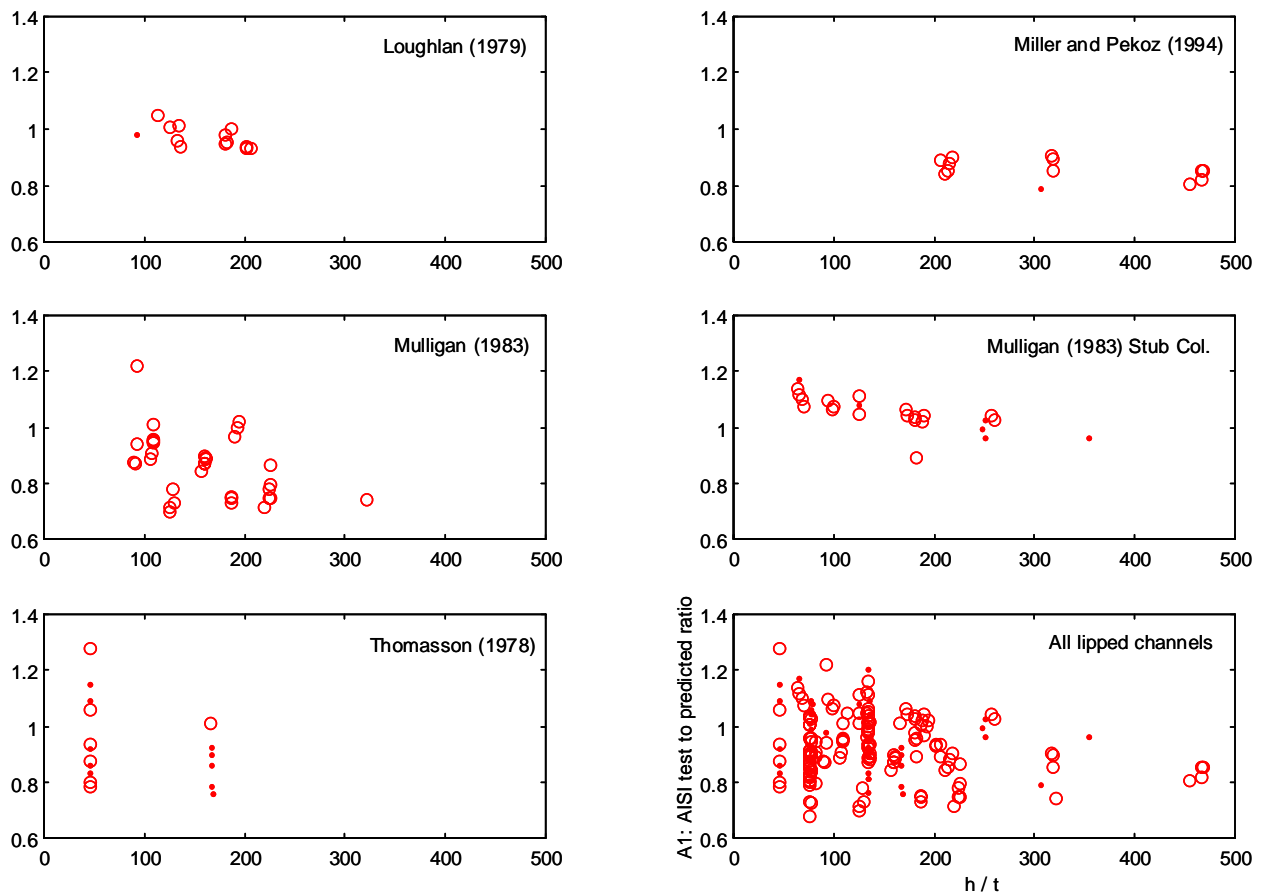 Loughlan (1979)
1.4
1.2
1
0.8
0.6
0 100 200 300 400 500
Miller and Pekoz (1994)
1.4
1.2
1
0.8
0.6
0 100 200 300 400 500
Mulligan (1983)
1.4
1.2
1
0.8
0.6
0 100 200 300 400 500
Mulligan (1983) Stub Col.
1.4
1.2
1
0.8
0.6
0 100 200 300 400 500
Thomasson (1978)
1.4
1.2
1
0.8
0.6
0 100 200 300 400 500
All lipped channels
A1: AISI test to predicted ratio
1.4
1.2
1
0.8
0.6
0 100 200 300 400 500
h / t